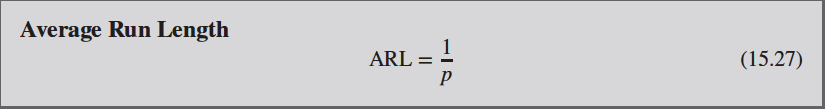 Average Run Length
ARL = 1/p (15.27)